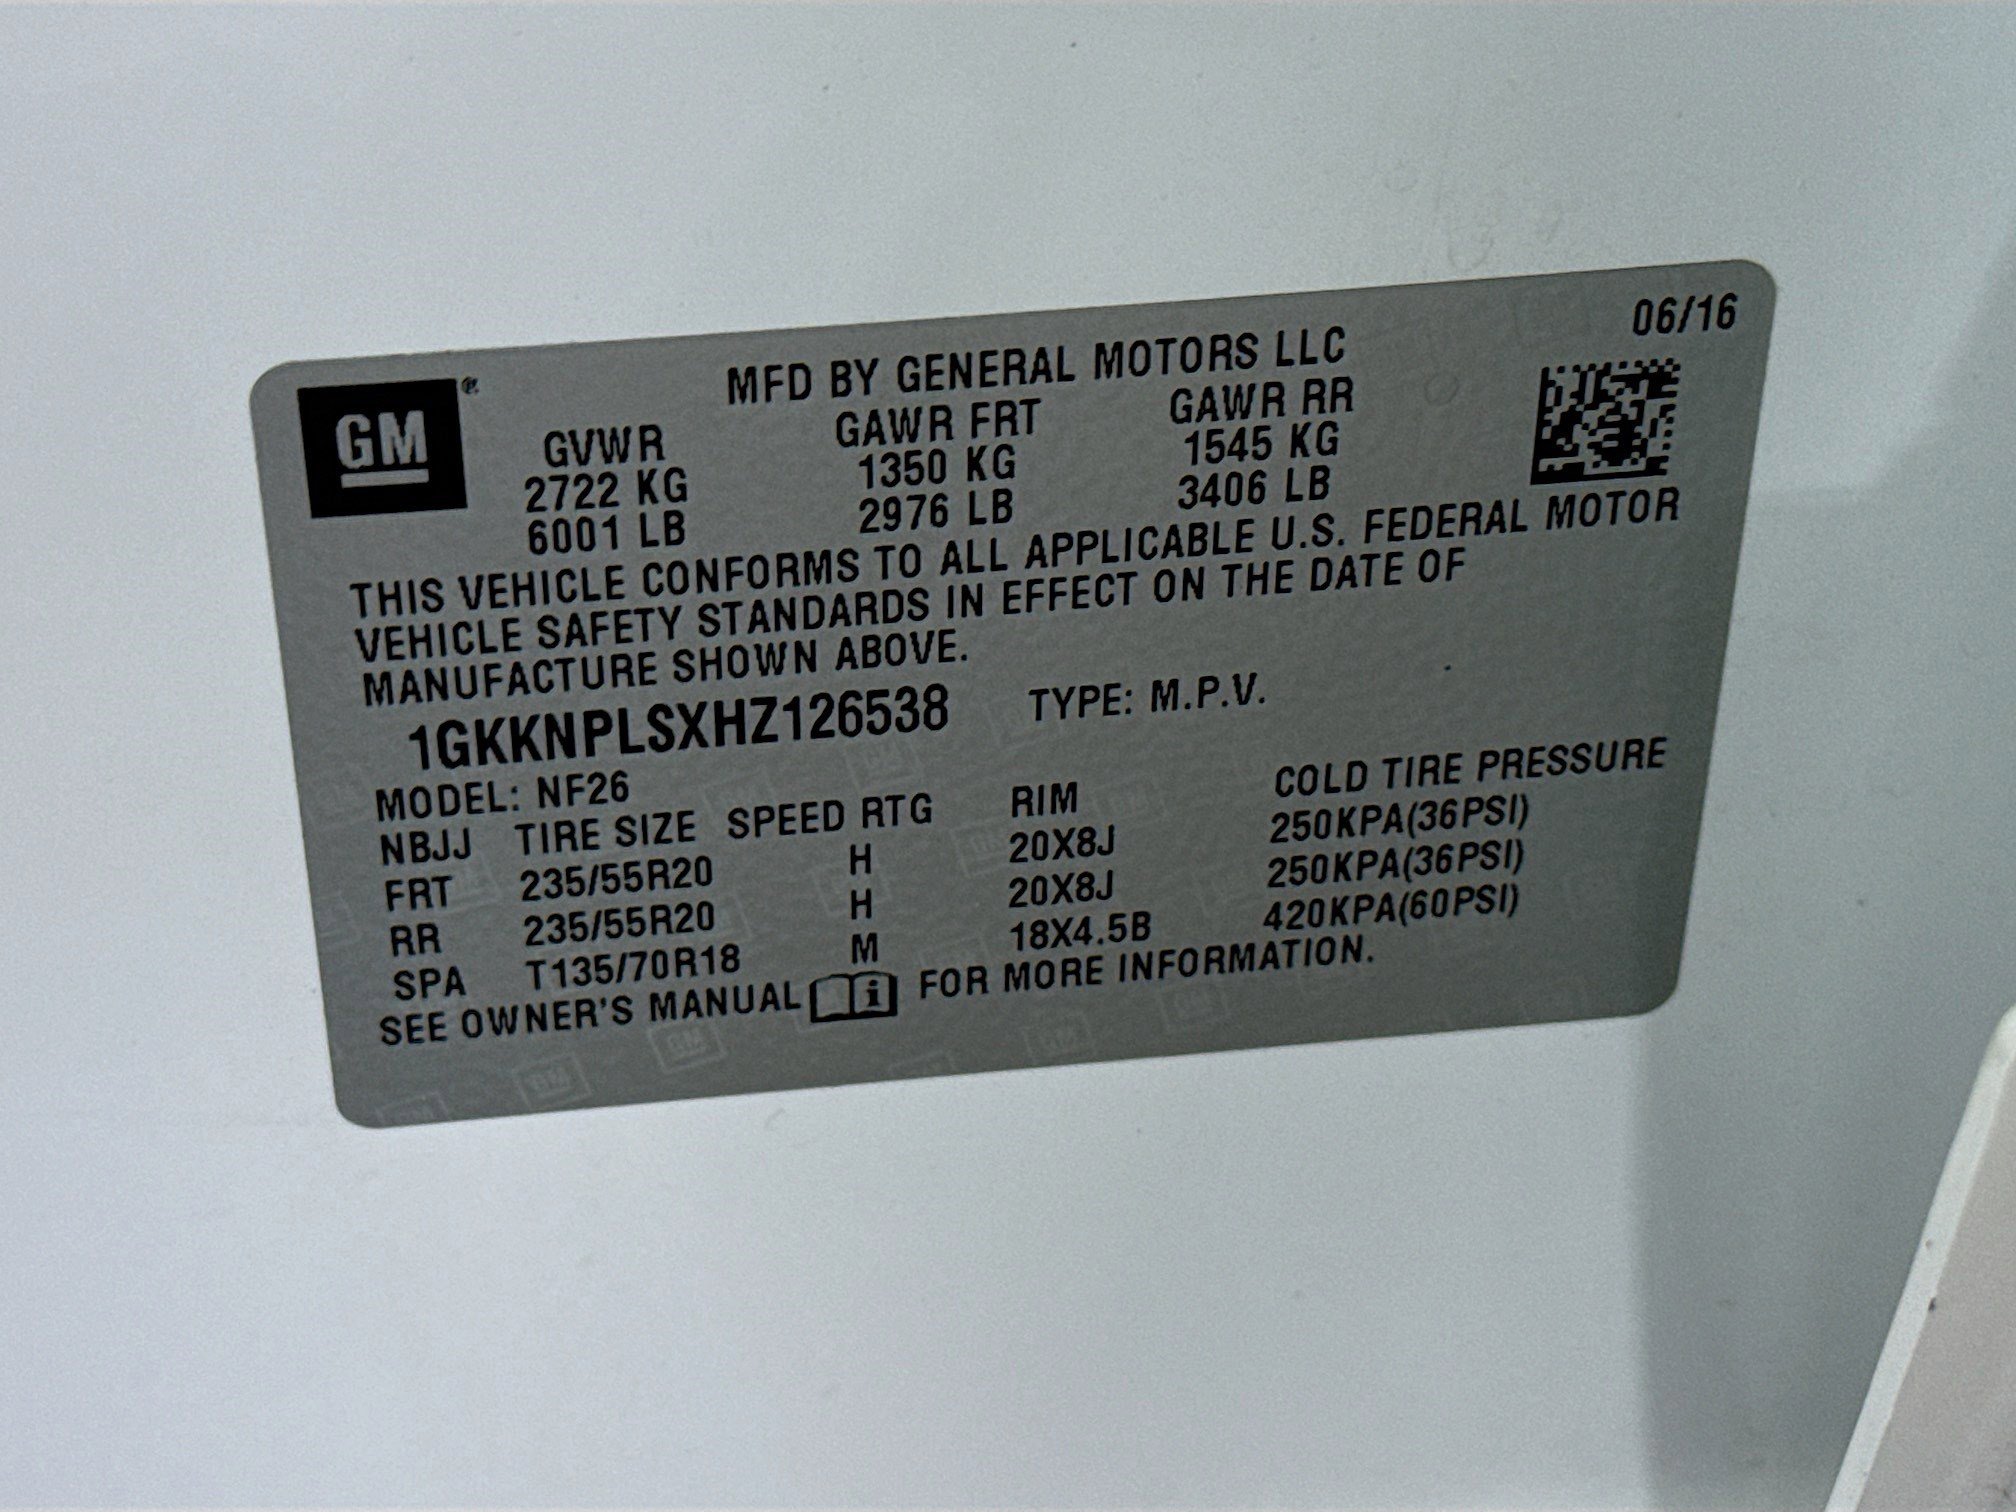 06/16
GM®
MFD BY GENERAL MOTORS LLC
GVWR GAWR FRT GAWR RR
2722 KG 1350 KG 1545 KG
6001 LB 2976 LB 3406 LB
THIS VEHICLE CONFORMS TO ALL APPLICABLE U.S. FEDERAL MOTOR
VEHICLE SAFETY STANDARDS IN EFFECT ON THE DATE OF
MANUFACTURE SHOWN ABOVE.
1GKKNPLSXHZ126538 TYPE: M.P.V.
MODEL: NF26
NBJJ TIRE SIZE SPEED RTG RIM COLD TIRE PRESSURE
FRT 235/55R20 H 20X8J 250KPA(36PSI)
RR 235/55R20 H 20X8J 250KPA(36PSI)
SPA T135/70R18 M 18X4.5B 420KPA(60PSI)
SEE OWNER'S MANUAL i FOR MORE INFORMATION.